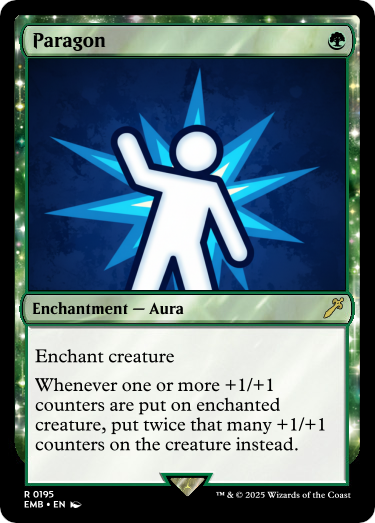 Paragon
Enchantment — Aura
Enchant creature
Whenever one or more +1/+1
counters are put on enchanted
creature, put twice that many +1/+1
counters on the creature instead.
R 0195
EMB • EN
™ & © 2025 Wizards of the Coast